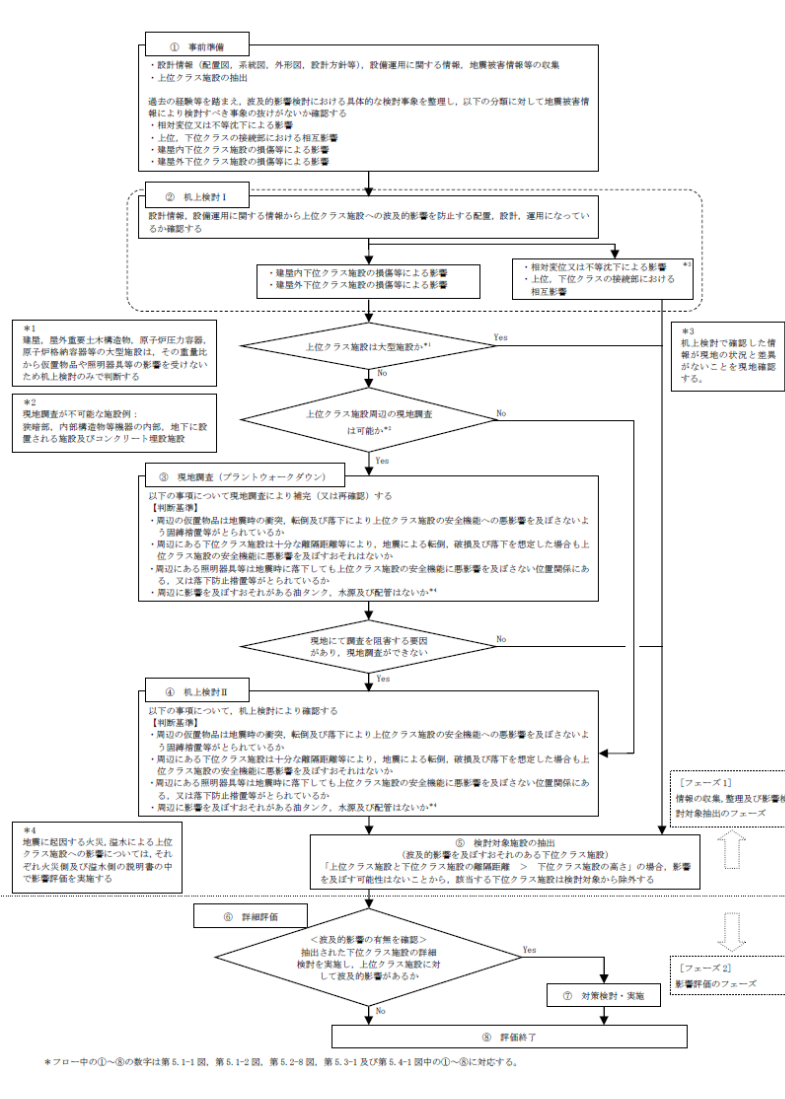 ① 事前準備
・設計情報（配置図，系統図，外形図，設計方針等），設備運用に関する情報，地震被害情報等の収集
・上位クラス施設の抽出
過去の経験等を踏まえ，波及的影響検討における具体的な検討事象を整理し，以下の分類に対して地震被害情
報により検討すべき事象の抜けがないか確認する
・相対変位又は不等沈下による影響
・上位，下位クラスの接続部における相互影響
・建屋内下位クラス施設の損傷等による影響
・建屋外下位クラス施設の損傷等による影響
② 机上検討Ⅰ
設計情報，設備運用に関する情報から上位クラス施設への波及的影響を防止する配置，設計，運用になってい
るか確認する
・建屋内下位クラス施設の損傷等による影響
・建屋外下位クラス施設の損傷等による影響
・相対変位又は不等沈下による影響 *3
・上位，下位クラスの接続部における
相互影響
＊1
建屋，屋外重要土木構造物，原子炉圧力容器，
原子炉格納容器等の大型施設は，その重量比
から仮置物品や照明器具等の影響を受けない
ため机上検討のみで判断する
上位クラス施設は大型施設か*1
Yes
No
＊3
机上検討で確認した情
報が現地の状況と差異
がないことを現地確認
する。
＊2
現地調査が不可能な施設例：
狭暗部，内部構造物等機器の内部，地下に設
置される施設及びコンクリート埋設施設
上位クラス施設周辺の現地調査
は可能か*2
No
Yes
③ 現地調査（プラントウォークダウン）
以下の事項について現地調査により補完（又は再確認）する
【判断基準】
・周辺の仮置物品は地震時の衝突，転倒及び落下により上位クラス施設の安全機能への悪影響を及ぼさないよ
う固縛措置等がとられているか
・周辺にある下位クラス施設は十分な離隔距離等により，地震による転倒，破損及び落下を想定した場合も上
位クラス施設の安全機能に悪影響を及ぼすおそれはないか
・周辺にある照明器具等は地震時に落下しても上位クラス施設の安全機能に悪影響を及ぼさない位置関係にあ
る，又は落下防止措置等がとられているか
・周辺に影響を及ぼすおそれがある油タンク，水源及び配管はないか*4
現地にて調査を阻害する要因
があり，現地調査ができない
No
Yes
④ 机上検討Ⅱ
以下の事項について，机上検討により確認する
【判断基準】
・周辺の仮置物品は地震時の衝突，転倒及び落下により上位クラス施設の安全機能への悪影響を及ぼさないよ
う固縛措置等がとられているか
・周辺にある下位クラス施設は十分な離隔距離等により，地震による転倒，破損及び落下を想定した場合も上
位クラス施設の安全機能に悪影響を及ぼすおそれはないか
・周辺にある照明器具等は地震時に落下しても上位クラス施設の安全機能に悪影響を及ぼさない位置関係にあ
る，又は落下防止措置等がとられているか
・周辺に影響を及ぼすおそれがある油タンク，水源及び配管はないか*4
［フェーズ1］
情報の収集，整理及び影響検
討対象抽出のフェーズ
＊4
地震に起因する火災，溢水による上位
クラス施設への影響については，それ
ぞれ火災側及び溢水側の説明書の中
で影響評価を実施する
⑤ 検討対象施設の抽出
（波及的影響を及ぼすおそれのある下位クラス施設）
「上位クラス施設と下位クラス施設の離隔距離 ＞ 下位クラス施設の高さ」の場合，影響
を及ぼす可能性はないことから，該当する下位クラス施設は検討対象から除外する
⑥ 詳細評価
＜波及的影響の有無を確認＞
抽出された下位クラス施設の詳細
検討を実施し，上位クラス施設に対
して波及的影響があるか
Yes
No
［フェーズ2］
影響評価のフェーズ
⑦ 対策検討・実施
⑧ 評価終了
＊フロー中の①～⑧の数字は第 5.1-1 図，第 5.1-2 図，第 5.2-8 図，第 5.3-1 及び第 5.4-1 図中の①～⑧に対応する。